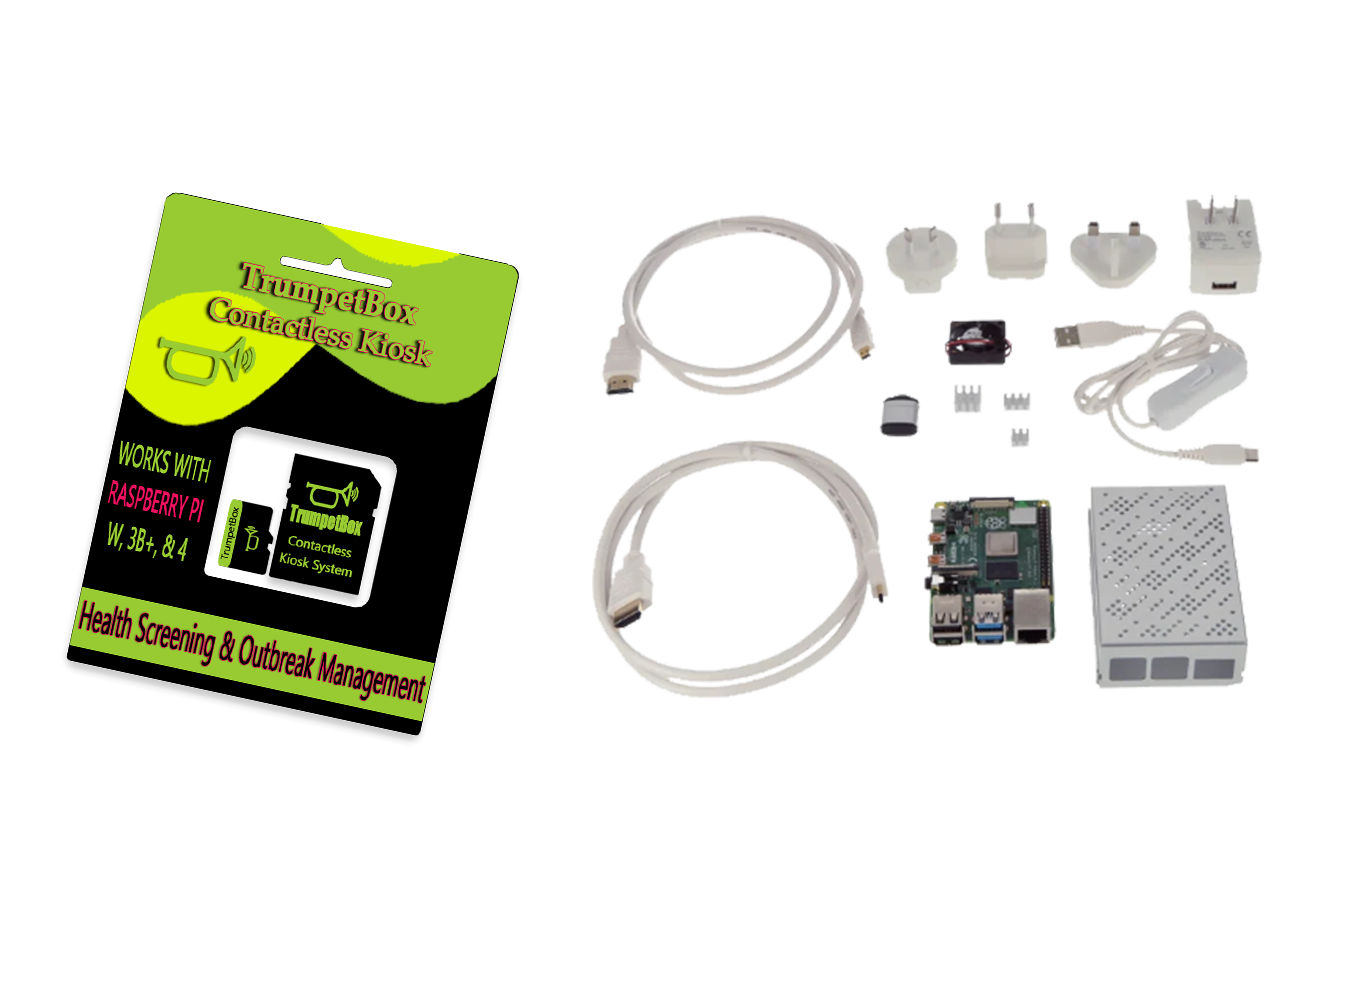 TrumpetBox
Contactless Kiosk
WORKS WITH
RASPBERRY PI
W, 3B+, & 4
TrumpetBox
TrumpetBox
Contactless
Kiosk System
Health Screening & Outbreak Management